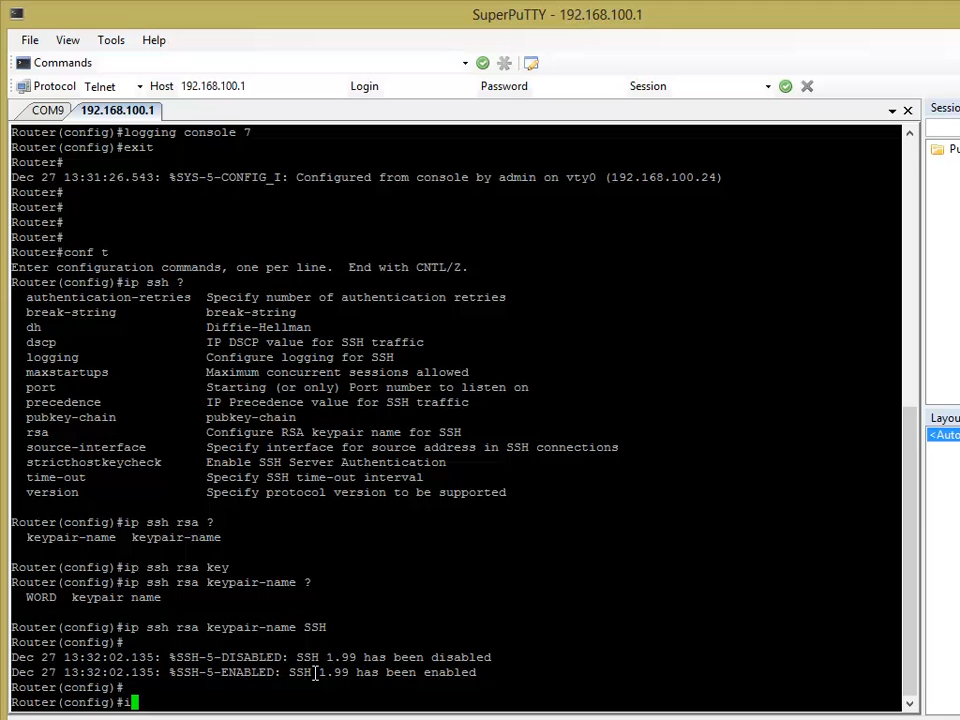 SuperPuTTY - 192.168.100.1
File View Tools Help
Commands
Protocol Telnet Host 192.168.100.1 Login Password Session
COM9 192.168.100.1
Sessio
Pu
Layou
<Auto
Router(config)#logging console 7
Router(config)#exit
Router#
Dec 27 13:31:26.543: %SYS-5-CONFIG_I: Configured from console by admin on vty0 (192.168.100.24)
Router#
Router#
Router#
Router#
Router#conf t
Enter configuration commands, one per line.  End with CNTL/Z.
Router(config)#ip ssh ?
authentication-retries  Specify number of authentication retries
break-string  break-string
dh  Diffie-Hellman
dscp  IP DSCP value for SSH traffic
logging  Configure logging for SSH
maxstartups  Maximum concurrent sessions allowed
port  Starting (or only) Port number to listen on
precedence  IP Precedence value for SSH traffic
pubkey-chain  pubkey-chain
rsa  Configure RSA keypair name for SSH
source-interface  Specify interface for source address in SSH connections
stricthostkeycheck  Enable SSH Server Authentication
time-out  Specify SSH time-out interval
version  Specify protocol version to be supported
Router(config)#ip ssh rsa ?
keypair-name  keypair-name
Router(config)#ip ssh rsa key
Router(config)#ip ssh rsa keypair-name ?
WORD  keypair name
Router(config)#ip ssh rsa keypair-name SSH
Router(config)#
Dec 27 13:32:02.135: %SSH-5-DISABLED: SSH 1.99 has been disabled
Dec 27 13:32:02.135: %SSH-5-ENABLED: SSH 1.99 has been enabled
Router(config)#
Router(config)#i